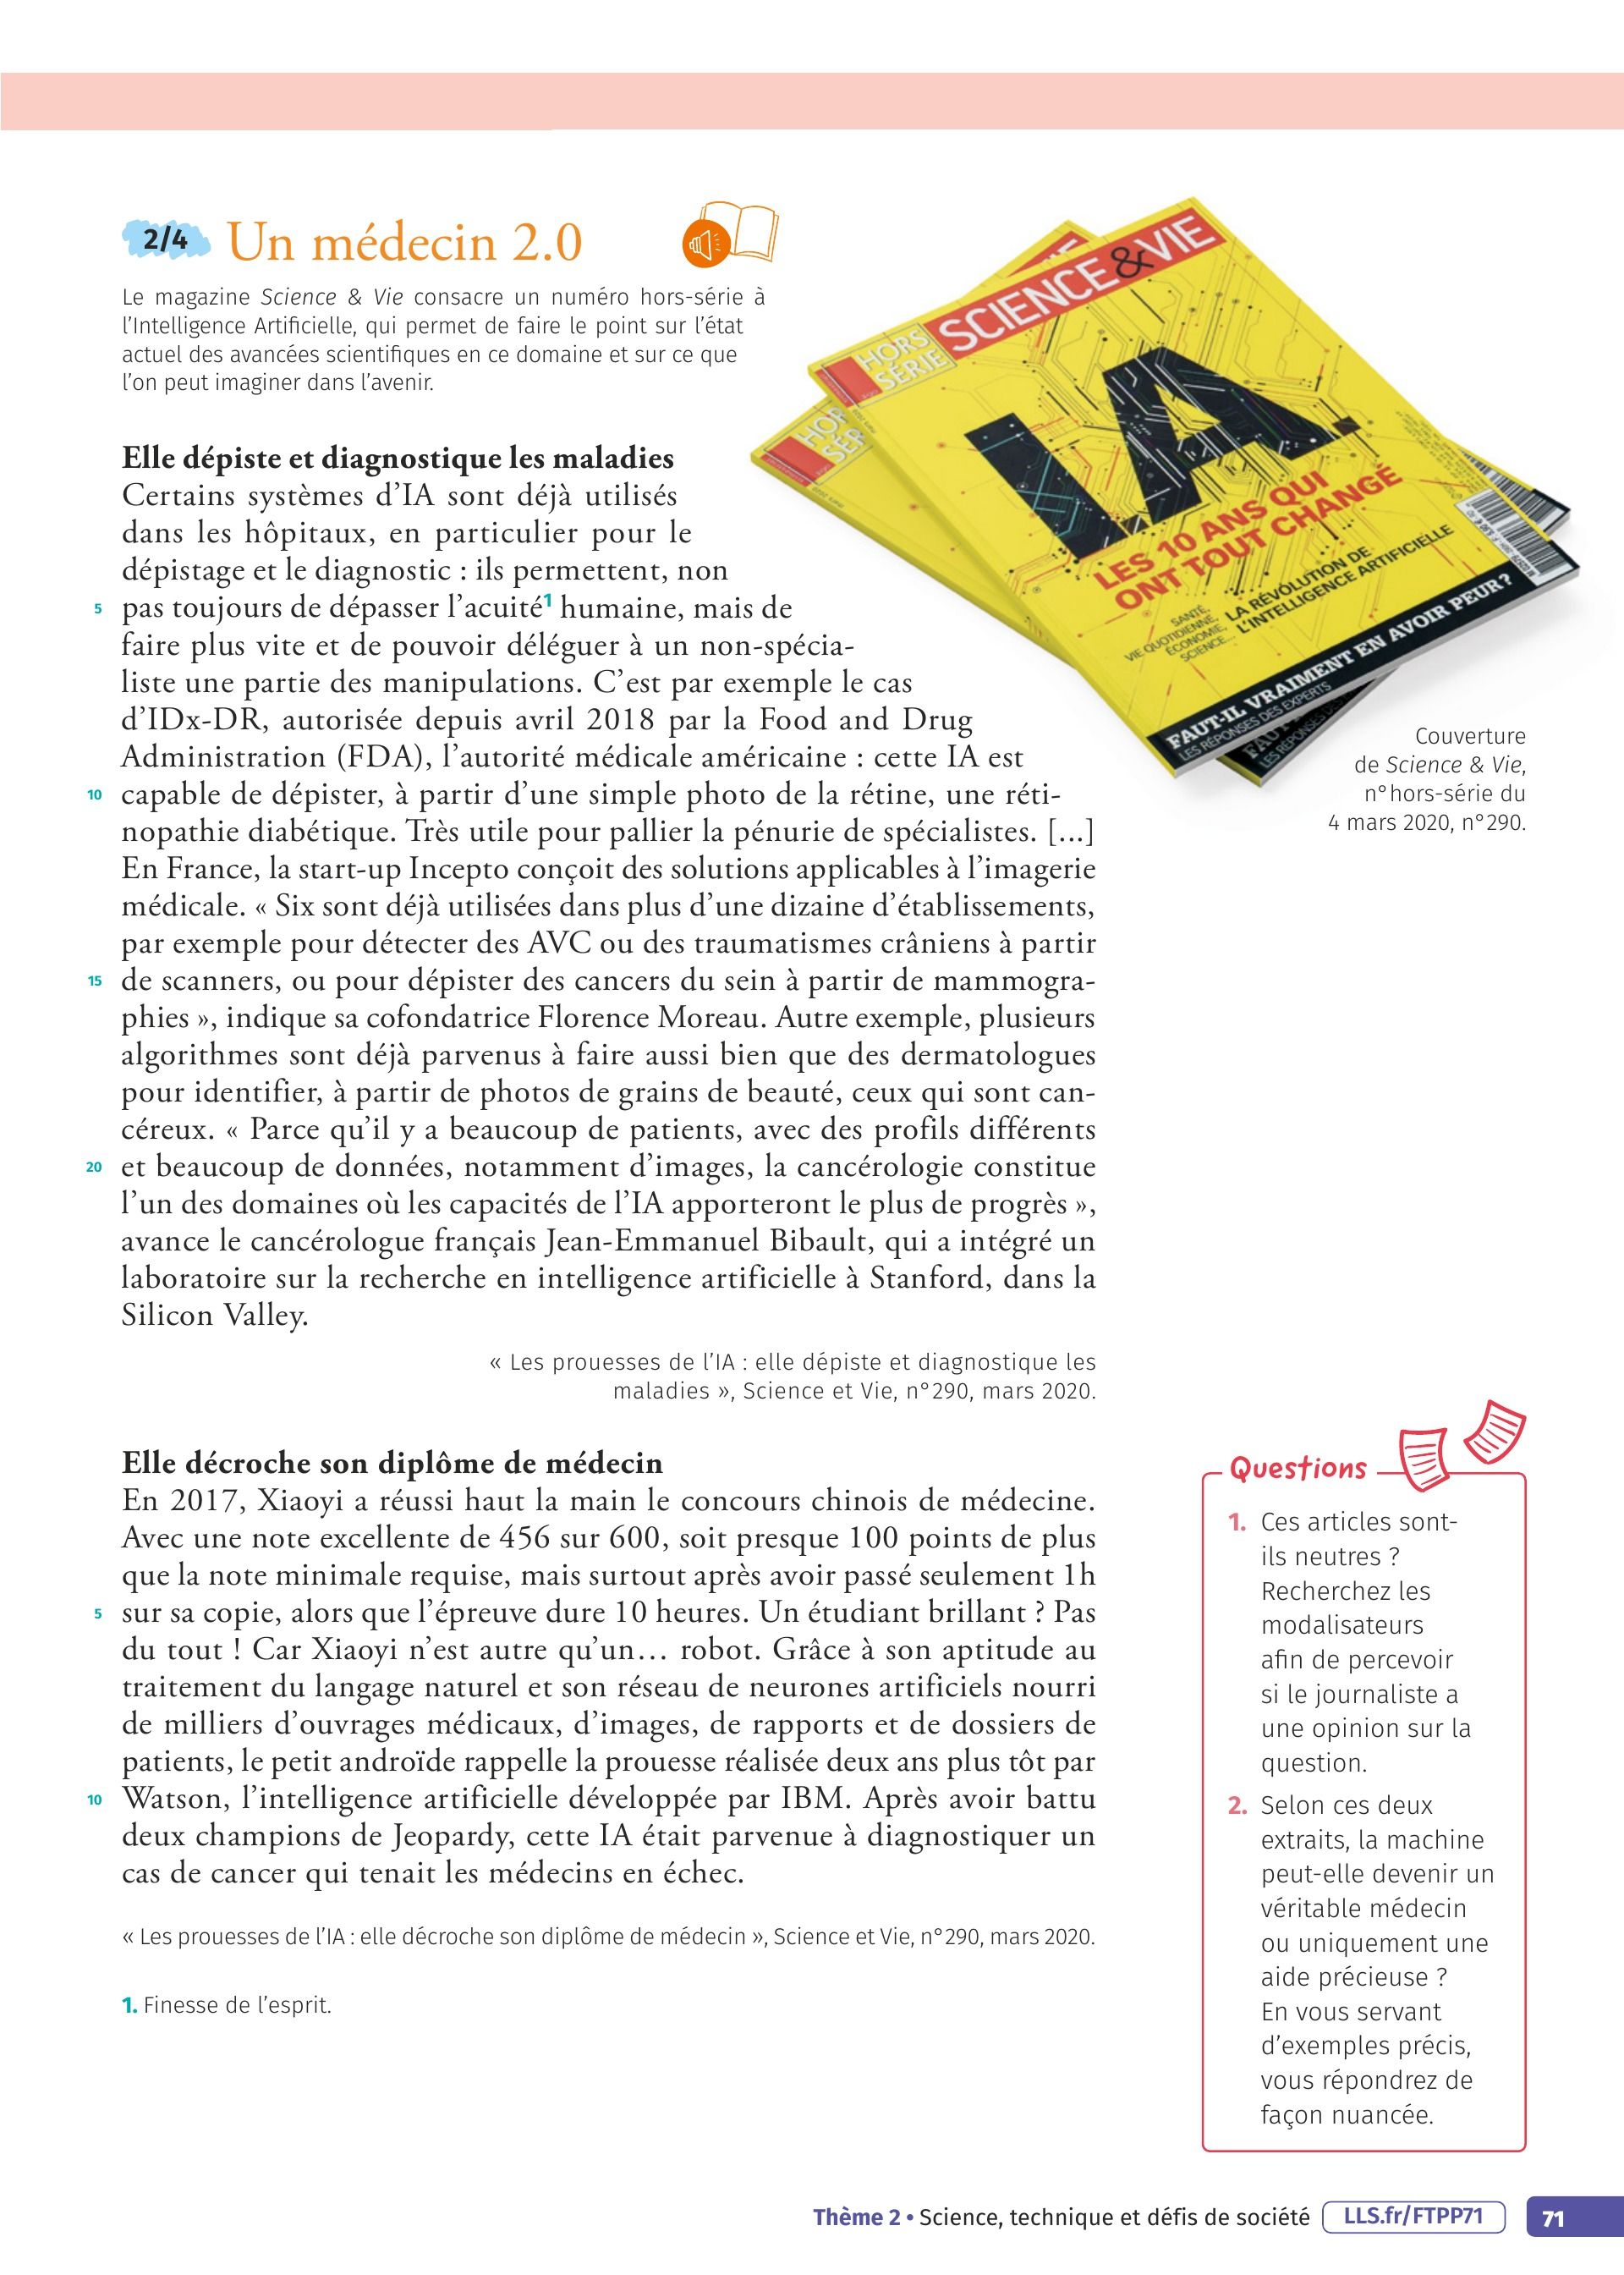 2/4 Un médecin 2.0
Le magazine Science & Vie consacre un numéro hors-série à
l'Intelligence Artificielle, qui permet de faire le point sur l'état
actuel des avancées scientifiques en ce domaine et sur ce que
l'on peut imaginer dans l'avenir.
Elle dépiste et diagnostique les maladies
Certains systèmes d'IA sont déjà utilisés
dans les hôpitaux, en particulier pour le
dépistage et le diagnostic : ils permettent, non
5 pas toujours de dépasser l'acuité1 humaine, mais de
faire plus vite et de pouvoir déléguer à un non-spécia-
liste une partie des manipulations. C'est par exemple le cas
d'IDx-DR, autorisée depuis avril 2018 par la Food and Drug
Administration (FDA), l'autorité médicale américaine : cette IA est
10 capable de dépister, à partir d'une simple photo de la rétine, une réti-
nopathie diabétique. Très utile pour pallier la pénurie de spécialistes. [...]
En France, la start-up Incepto conçoit des solutions applicables à l'imagerie
médicale. « Six sont déjà utilisées dans plus d'une dizaine d'établissements,
par exemple pour détecter des AVC ou des traumatismes crâniens à partir
15 de scanners, ou pour dépister des cancers du sein à partir de mammogra-
phies », indique sa cofondatrice Florence Moreau. Autre exemple, plusieurs
algorithmes sont déjà parvenus à faire aussi bien que des dermatologues
pour identifier, à partir de photos de grains de beauté, ceux qui sont can-
céreux. « Parce qu'il y a beaucoup de patients, avec des profils différents
20 et beaucoup de données, notamment d'images, la cancérologie constitue
l'un des domaines où les capacités de l'IA apporteront le plus de progrès »,
avance le cancérologue français Jean-Emmanuel Bibault, qui a intégré un
laboratoire sur la recherche en intelligence artificielle à Stanford, dans la
Silicon Valley.
« Les prouesses de l'IA : elle dépiste et diagnostique les
maladies », Science et Vie, n°290, mars 2020.
Elle décroche son diplôme de médecin
En 2017, Xiaoyi a réussi haut la main le concours chinois de médecine.
Avec une note excellente de 456 sur 600, soit presque 100 points de plus
que la note minimale requise, mais surtout après avoir passé seulement 1h
5 sur sa copie, alors que l'épreuve dure 10 heures. Un étudiant brillant ? Pas
du tout ! Car Xiaoyi n'est autre qu'un… robot. Grâce à son aptitude au
traitement du langage naturel et son réseau de neurones artificiels nourri
de milliers d'ouvrages médicaux, d'images, de rapports et de dossiers de
patients, le petit androïde rappelle la prouesse réalisée deux ans plus tôt par
10 Watson, l'intelligence artificielle développée par IBM. Après avoir battu
deux champions de Jeopardy, cette IA était parvenue à diagnostiquer un
cas de cancer qui tenait les médecins en échec.
« Les prouesses de l'IA : elle décroche son diplôme de médecin », Science et Vie, n°290, mars 2020.
1. Finesse de l'esprit.
HORS
SÉRIE
SCIENCE & VIE
IA.
LES 10 ANS QUI
ONT TOUT CHANGÉ
SANTÉ,
VIE QUOTIDIENNE,
ÉCONOMIE,
SCIENCE...
LA RÉVOLUTION DE
L'INTELLIGENCE ARTIFICIELLE
FAUT-IL VRAIMENT EN AVOIR PEUR ?
LES RÉPONSES DES EXPERTS
Couverture
de Science & Vie,
n°hors-série du
4 mars 2020, n°290.
Questions
1. Ces articles sont-
ils neutres ?
Recherchez les
modalisateurs
afin de percevoir
si le journaliste a
une opinion sur la
question.
2. Selon ces deux
extraits, la machine
peut-elle devenir un
véritable médecin
ou uniquement une
aide précieuse ?
En vous servant
d'exemples précis,
vous répondrez de
façon nuancée.
Thème 2 • Science, technique et défis de société LLS.fr/FTPP71 71